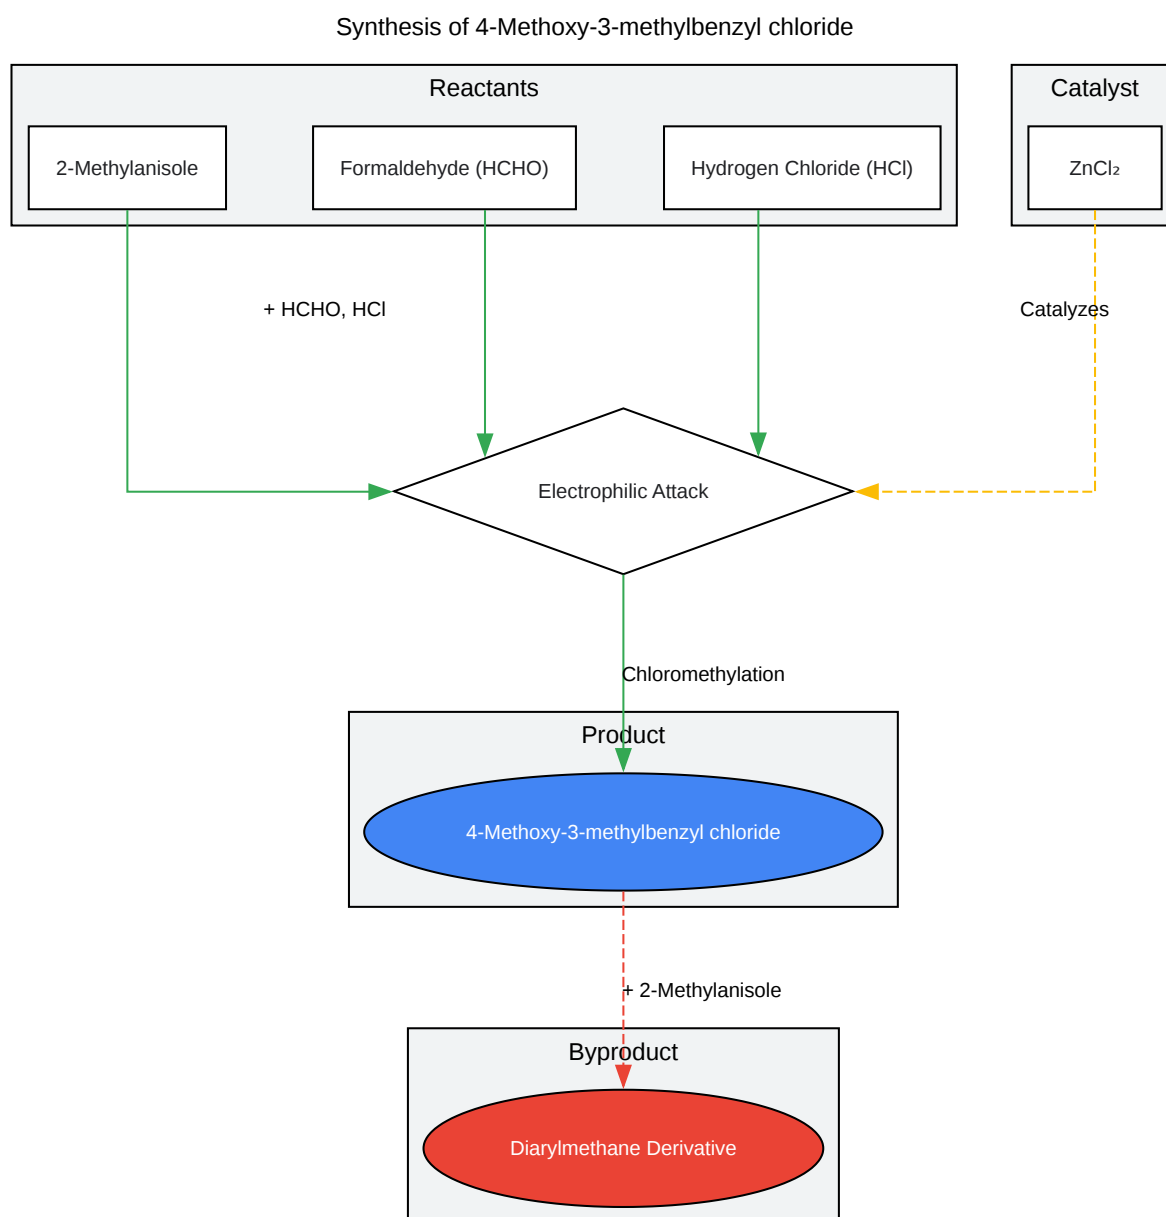 Synthesis of 4-Methoxy-3-methylbenzyl chloride
Reactants
Catalyst
2-Methylanisole
Formaldehyde (HCHO)
Hydrogen Chloride (HCl)
ZnCl₂
+ HCHO, HCl
Catalyzes
Electrophilic Attack
Chloromethylation
Product
4-Methoxy-3-methylbenzyl chloride
+ 2-Methylanisole
Byproduct
Diarylmethane Derivative